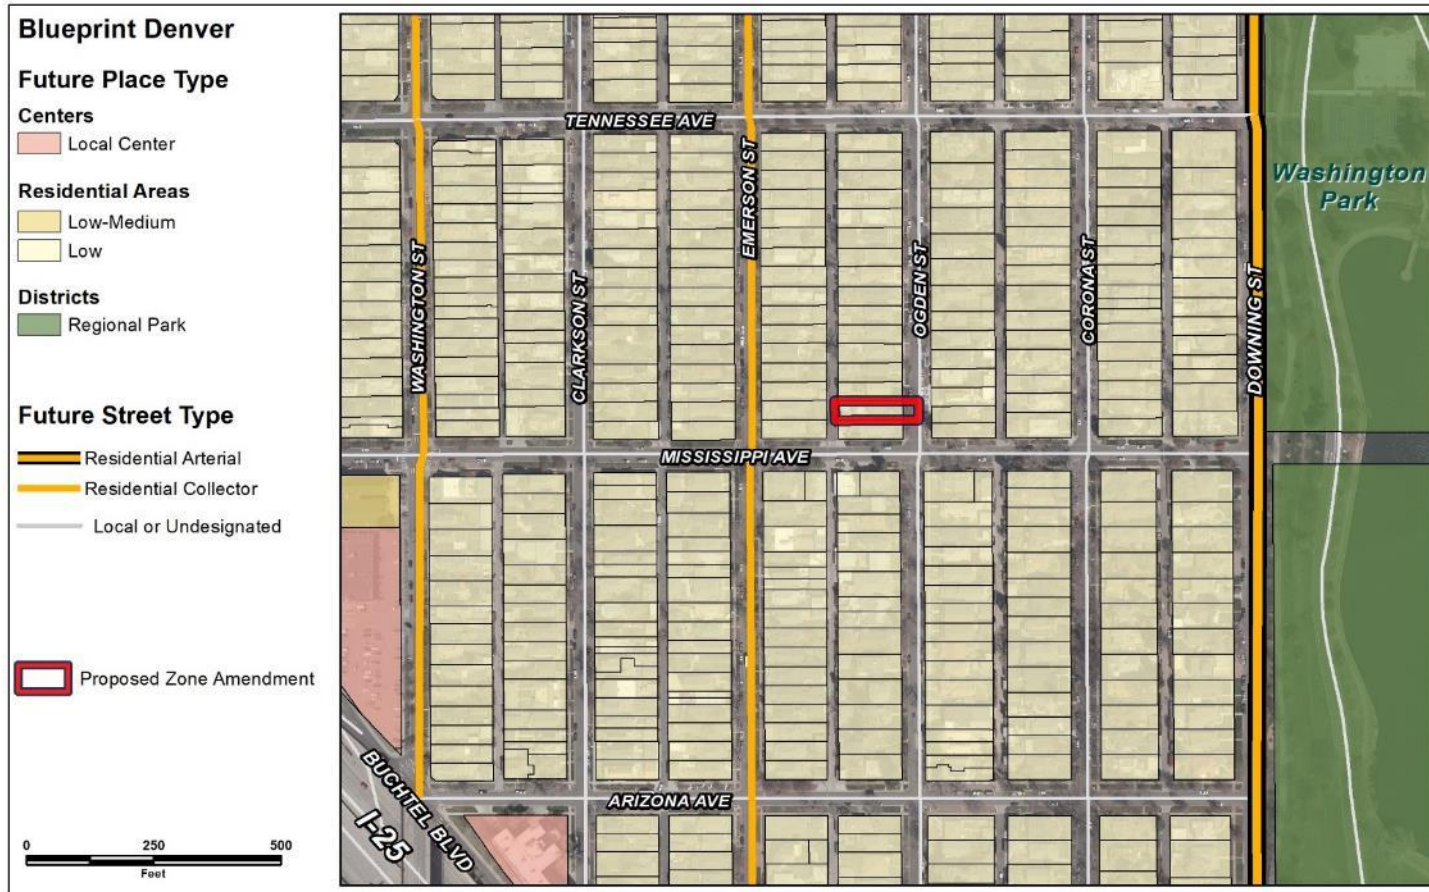 Blueprint Denver
Future Place Type
Centers
Local Center
Residential Areas
Low-Medium
Low
Districts
Regional Park
Future Street Type
Residential Arterial
Residential Collector
Local or Undesignated
Proposed Zone Amendment
0 250 500
Feet
TENNESSEE AVE
Washington
Park
WASHINGTON ST
CLARKSON ST
EMERSON ST
OGDEN ST
CORONA ST
DOWNING ST
MISSISSIPPI AVE
BUCHTEL BLVD
I-25
ARIZONA AVE